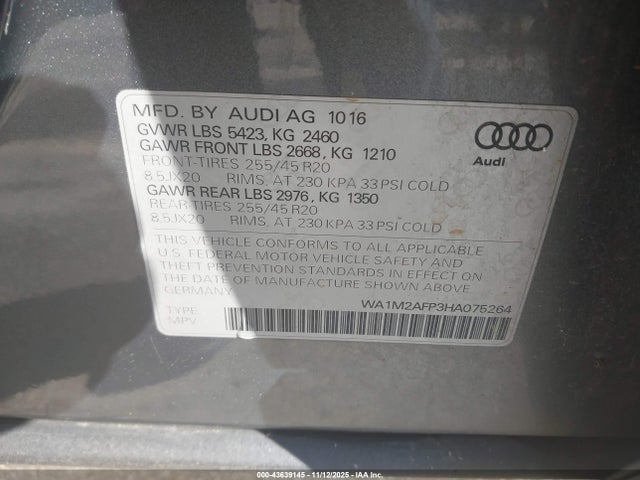 MFD. BY AUDI AG 10 16
GVWR LBS 5423, KG 2460
GAWR FRONT LBS 2668, KG 1210
FRONT-TIRES 255/45 R20
8.5JX20 RIMS, AT 230 KPA 33 PSI COLD
GAWR REAR LBS 2976, KG 1350
REAR-TIRES 255/45 R20
8.5JX20 RIMS, AT 230 KPA 33 PSI COLD
Audi
THIS VEHICLE CONFORMS TO ALL APPLICABLE
U.S. FEDERAL MOTOR VEHICLE SAFETY AND
THEFT PREVENTION STANDARDS IN EFFECT ON
THE DATE OF MANUFACTURE SHOWN ABOVE.
GERMANY
WA1M2AFP3HA075264
TYPE
MPV
000-43639145 - 11/12/2025 - IAA Inc.